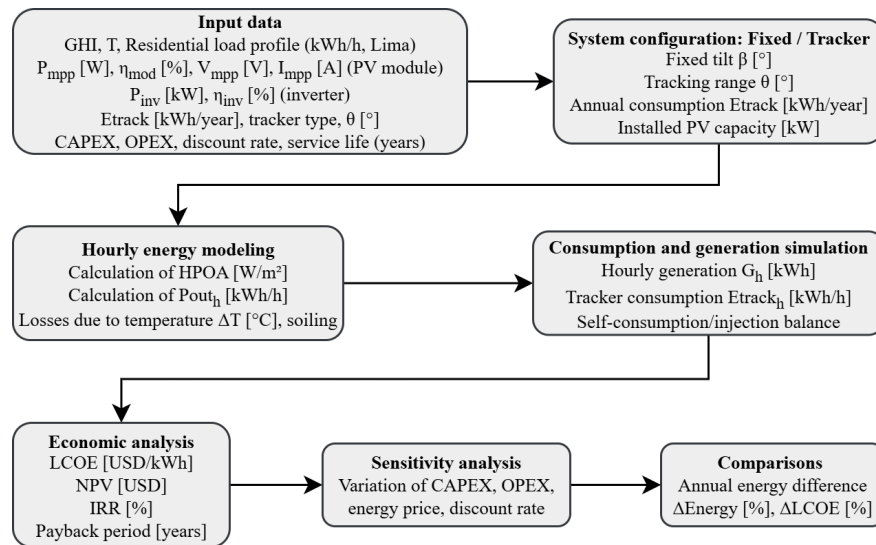 Input data
GHI, T, Residential load profile (kWh/h, Lima)
Pmpp [W], ηmod [%], Vmpp [V], Impp [A] (PV module)
Pinv [kW], ηinv [%] (inverter)
Etrack [kWh/year], tracker type, θ [°]
CAPEX, OPEX, discount rate, service life (years)
System configuration: Fixed / Tracker
Fixed tilt β [°]
Tracking range θ [°]
Annual consumption Etrack [kWh/year]
Installed PV capacity [kW]
Hourly energy modeling
Calculation of HPOA [W/m²]
Calculation of Pouth [kWh/h]
Losses due to temperature ΔT [°C], soiling
Consumption and generation simulation
Hourly generation Gh [kWh]
Tracker consumption Etrackh [kWh/h]
Self-consumption/injection balance
Economic analysis
LCOE [USD/kWh]
NPV [USD]
IRR [%]
Payback period [years]
Sensitivity analysis
Variation of CAPEX, OPEX,
energy price, discount rate
Comparisons
Annual energy difference
ΔEnergy [%], ΔLCOE [%]